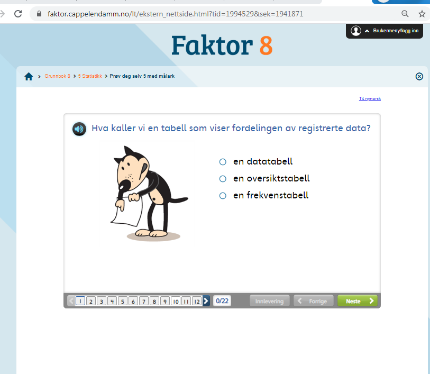 faktor.cappelendamm.no/lt/ekstern_nettside.html?tid=1994529&sek=1941871
Faktor 8
Grunnbok 8 > 5 Statistikk > Prøv deg selv 5 med målark
Hva kaller vi en tabell som viser fordelingen av registrerte data?
en datatabell
en oversiktstabell
en frekvenstabell
1 2 3 4 5 6 7 8 9 10 11 12 0/22 Innlevering Forrige Neste